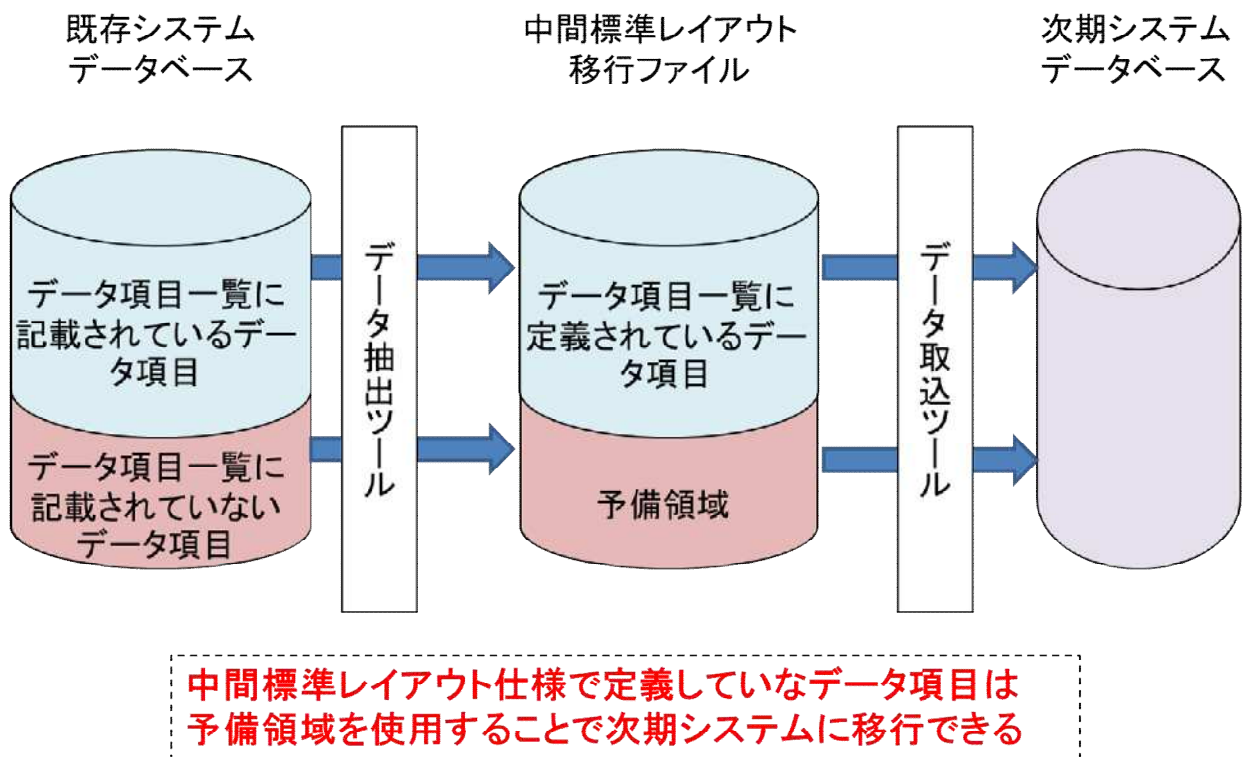 既存システム
データベース
中間標準レイアウト
移行ファイル
次期システム
データベース
データ項目一覧に
記載されているデー
タ項目
データ項目一覧に
記載されていない
データ項目
データ抽出ツール
データ項目一覧に
定義されているデー
タ項目
予備領域
データ取込ツール
中間標準レイアウト仕様で定義していなデータ項目は
予備領域を使用することで次期システムに移行できる